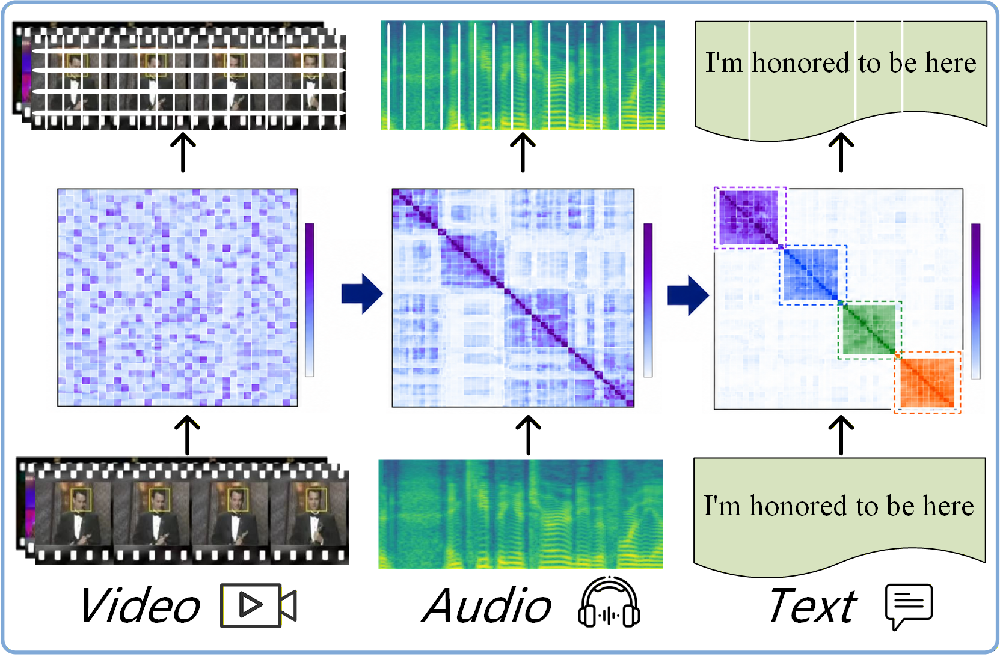 I'm honored to be here
I'm honored to be here
Video
Audio
Text